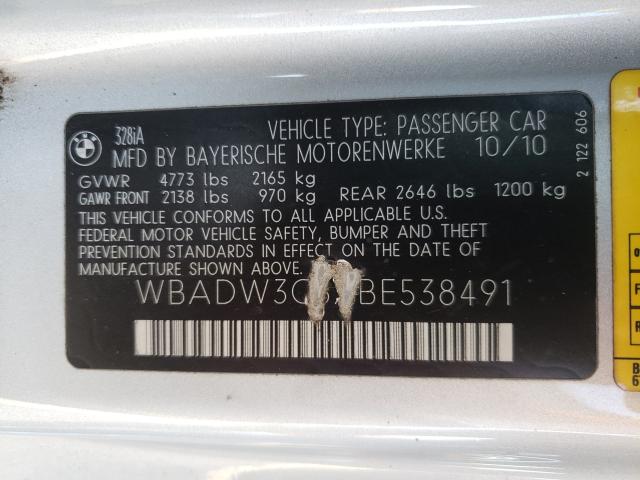 BMW
328iA
VEHICLE TYPE: PASSENGER CAR
MFD BY BAYERISCHE MOTORENWERKE 10/10
GVWR 4773 lbs 2165 kg
GAWR FRONT 2138 lbs 970 kg REAR 2646 lbs 1200 kg
THIS VEHICLE CONFORMS TO ALL APPLICABLE U.S.
FEDERAL MOTOR VEHICLE SAFETY, BUMPER AND THEFT
PREVENTION STANDARDS IN EFFECT ON THE DATE OF
MANUFACTURE SHOWN ABOVE.
2 122 606